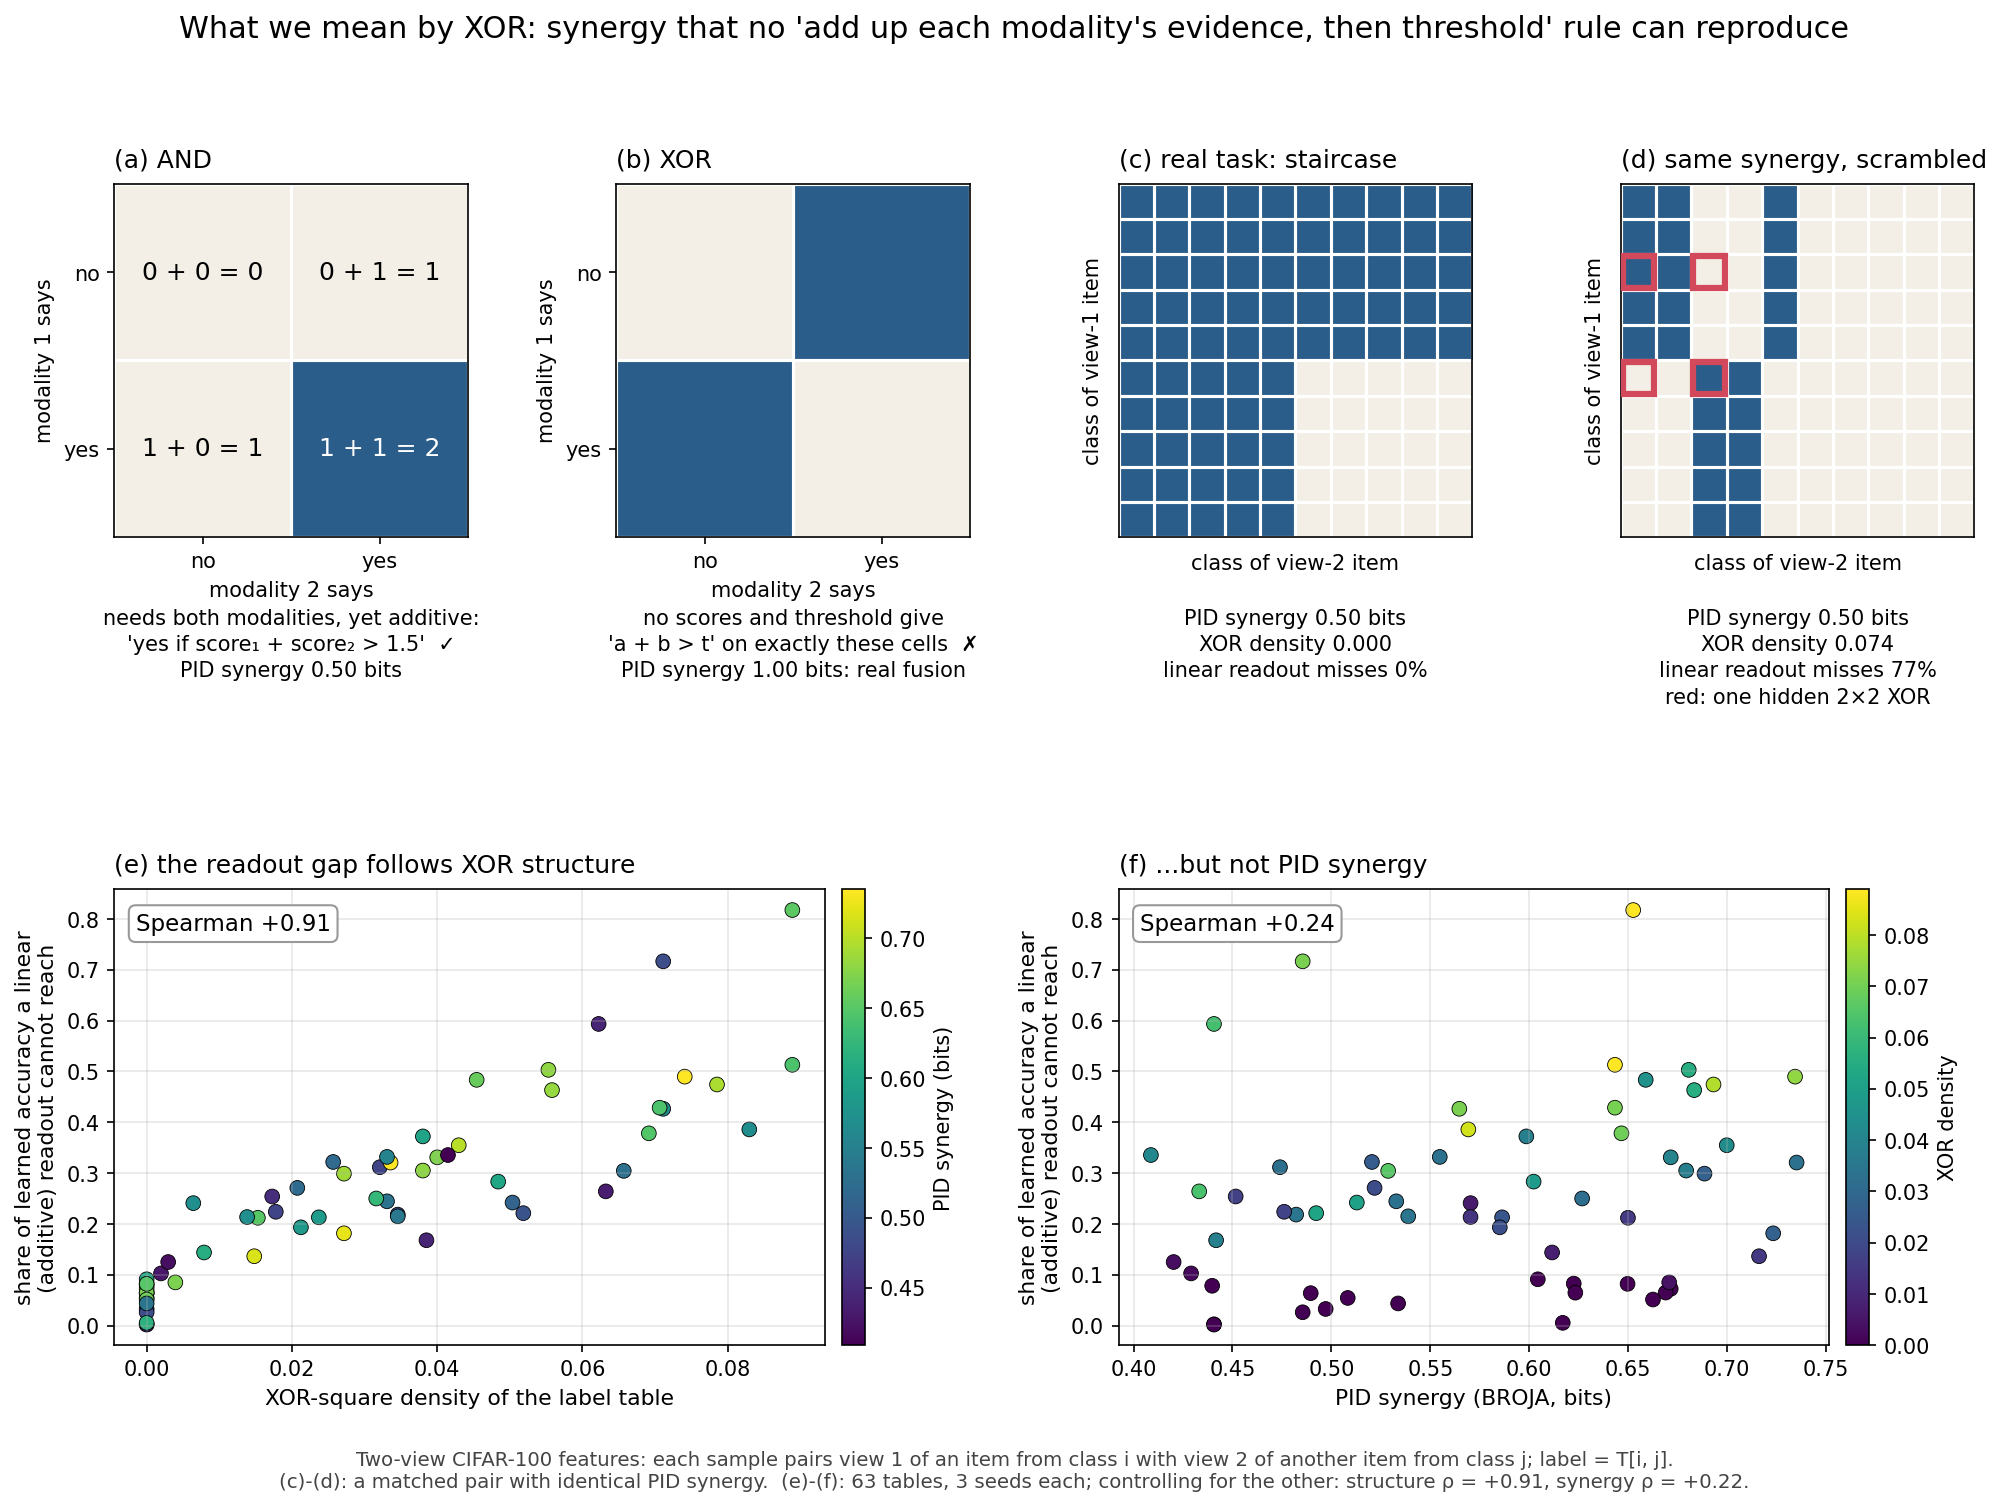 What we mean by XOR: synergy that no 'add up each modality's evidence, then threshold' rule can reproduce
(a) AND
modality 1 says
no
yes
0 + 0 = 0
0 + 1 = 1
1 + 0 = 1
1 + 1 = 2
no
yes
modality 2 says
needs both modalities, yet additive:
'yes if score₁ + score₂ > 1.5' ✓
PID synergy 0.50 bits
(b) XOR
modality 1 says
no
yes
no
yes
modality 2 says
no scores and threshold give
'a + b > t' on exactly these cells ✗
PID synergy 1.00 bits: real fusion
(c) real task: staircase
class of view-1 item
class of view-2 item
PID synergy 0.50 bits
XOR density 0.000
linear readout misses 0%
(d) same synergy, scrambled
class of view-1 item
class of view-2 item
PID synergy 0.50 bits
XOR density 0.074
linear readout misses 77%
red: one hidden 2×2 XOR
(e) the readout gap follows XOR structure
Spearman +0.91
share of learned accuracy a linear
(additive) readout cannot reach
0.8
0.7
0.6
0.5
0.4
0.3
0.2
0.1
0.0
0.00
0.02
0.04
0.06
0.08
XOR-square density of the label table
0.70
0.65
0.60
0.55
0.50
0.45
PID synergy (bits)
(f) ...but not PID synergy
Spearman +0.24
share of learned accuracy a linear
(additive) readout cannot reach
0.8
0.7
0.6
0.5
0.4
0.3
0.2
0.1
0.0
0.40
0.45
0.50
0.55
0.60
0.65
0.70
0.75
PID synergy (BROJA, bits)
0.08
0.07
0.06
0.05
0.04
0.03
0.02
0.01
0.00
XOR density
Two-view CIFAR-100 features: each sample pairs view 1 of an item from class i with view 2 of another item from class j; label = T[i, j].
(c)-(d): a matched pair with identical PID synergy. (e)-(f): 63 tables, 3 seeds each; controlling for the other: structure ρ = +0.91, synergy ρ = +0.22.